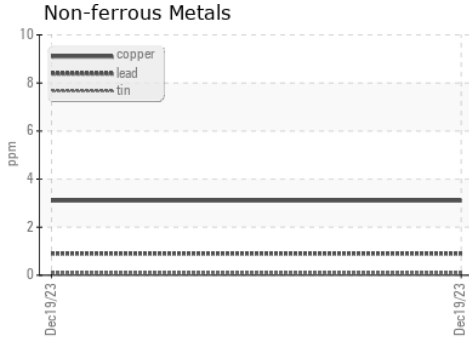 Non-ferrous Metals
10
8
6
4
2
0
ppm
copper
lead
tin
Dec19/23
Dec19/23